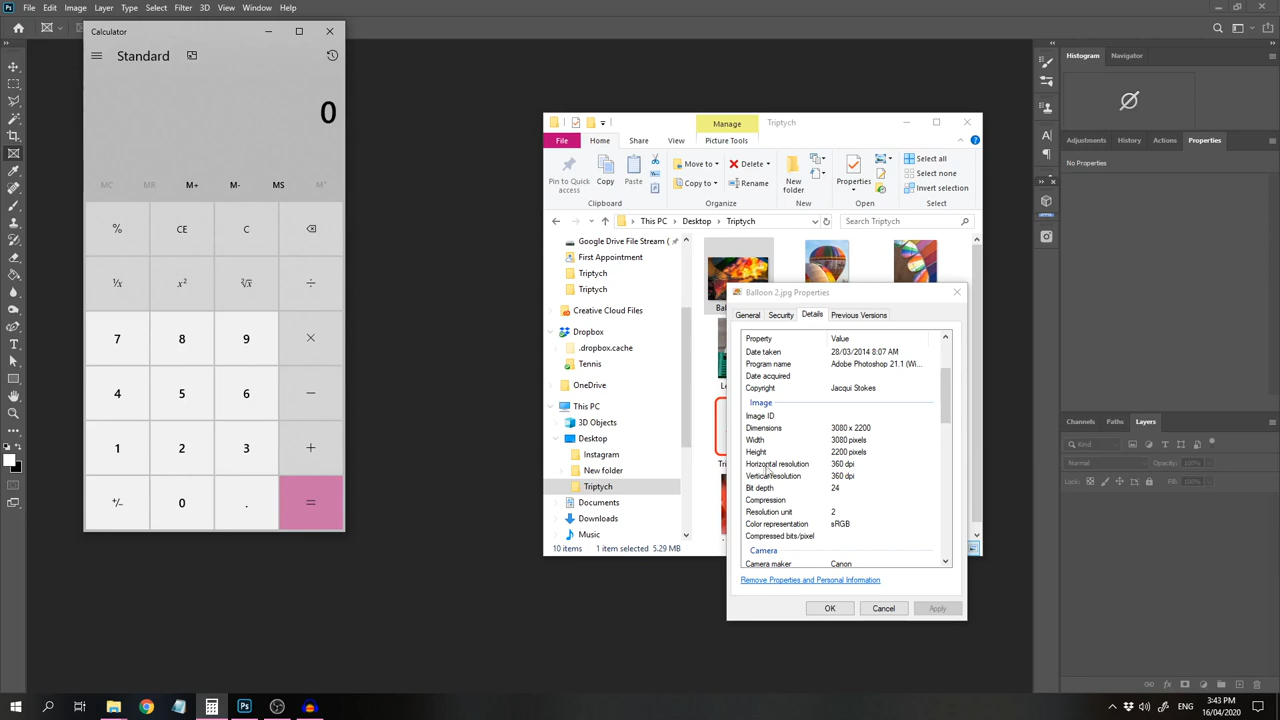 Ps File Edit Image Layer Type Select Filter 3D View Window Help
Calculator
Standard
0
MC MR M+ M- MS M˅
% CE C
¹/x x² ²√x ÷
7 8 9 ×
4 5 6 −
1 2 3 +
+/− 0 . =
Manage Triptych
File Home Share View Picture Tools
Pin to Quick access
Copy
Paste
Clipboard
Move to
Copy to
Delete
Rename
Organize
New folder
New
Properties
Open
Select all
Select none
Invert selection
Select
This PC Desktop Triptych
Search Triptych
Google Drive File Stream (
First Appointment
Triptych
Triptych
Creative Cloud Files
Dropbox
.dropbox.cache
Tennis
OneDrive
This PC
3D Objects
Desktop
Instagram
New folder
Triptych
Documents
Downloads
Music
10 items 1 item selected 5.29 MB
Balloon 2.jpg Properties
General Security Details Previous Versions
Property Value
Date taken 28/03/2014 8:07 AM
Program name Adobe Photoshop 21.1 (Wi...
Date acquired
Copyright Jacqui Stokes
Image
Image ID
Dimensions 3080 x 2200
Width 3080 pixels
Height 2200 pixels
Horizontal resolution 360 dpi
Vertical resolution 360 dpi
Bit depth 24
Compression
Resolution unit 2
Color representation sRGB
Compressed bits/pixel
Camera
Camera maker Canon
Remove Properties and Personal Information
OK Cancel Apply
Histogram Navigator
Adjustments History Actions Properties
No Properties
Channels Paths Layers
Kind
Normal Opacity: 100%
Lock: Fill: 100%
3:43 PM
16/04/2020